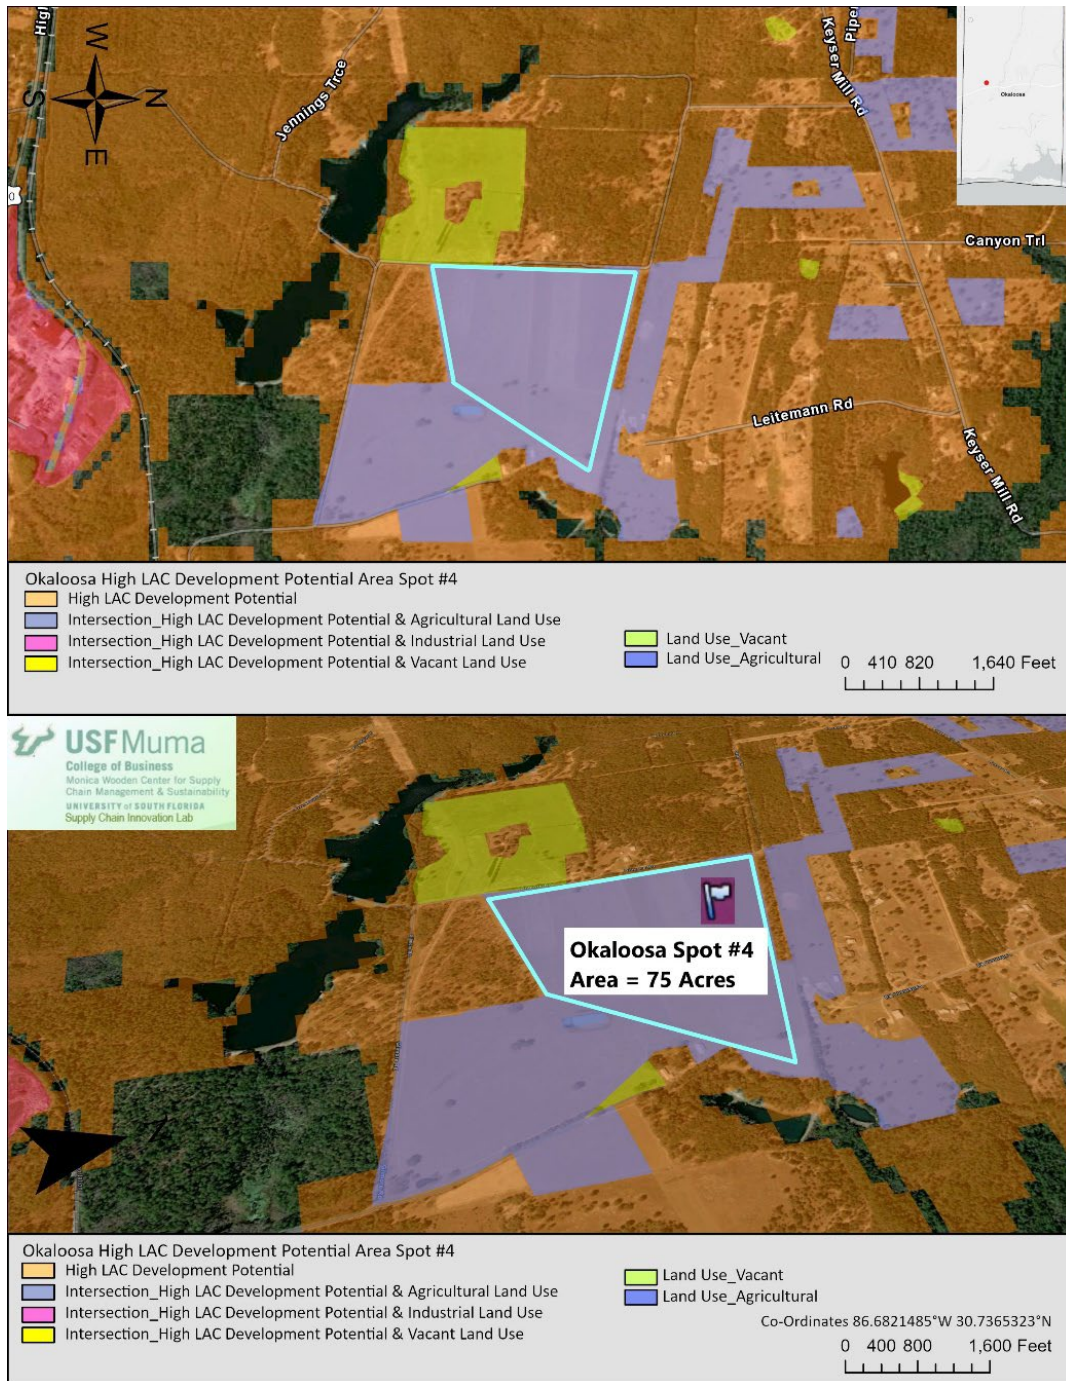 High
W
N
S
E
0
Jennings Trce
Keyser Mill Rd
Piper
Okaloosa
Canyon Trl
Leitemann Rd
Keyser Mill Rd
Okaloosa High LAC Development Potential Area Spot #4
High LAC Development Potential
Intersection_High LAC Development Potential & Agricultural Land Use
Intersection_High LAC Development Potential & Industrial Land Use
Intersection_High LAC Development Potential & Vacant Land Use
Land Use_Vacant
Land Use_Agricultural
0 410 820 1,640 Feet
USF Muma
College of Business
Monica Wooden Center for Supply
Chain Management & Sustainability
UNIVERSITY of SOUTH FLORIDA
Supply Chain Innovation Lab
Okaloosa Spot #4
Area = 75 Acres
Okaloosa High LAC Development Potential Area Spot #4
High LAC Development Potential
Intersection_High LAC Development Potential & Agricultural Land Use
Intersection_High LAC Development Potential & Industrial Land Use
Intersection_High LAC Development Potential & Vacant Land Use
Land Use_Vacant
Land Use_Agricultural
Co-Ordinates 86.6821485°W 30.7365323°N
0 400 800 1,600 Feet